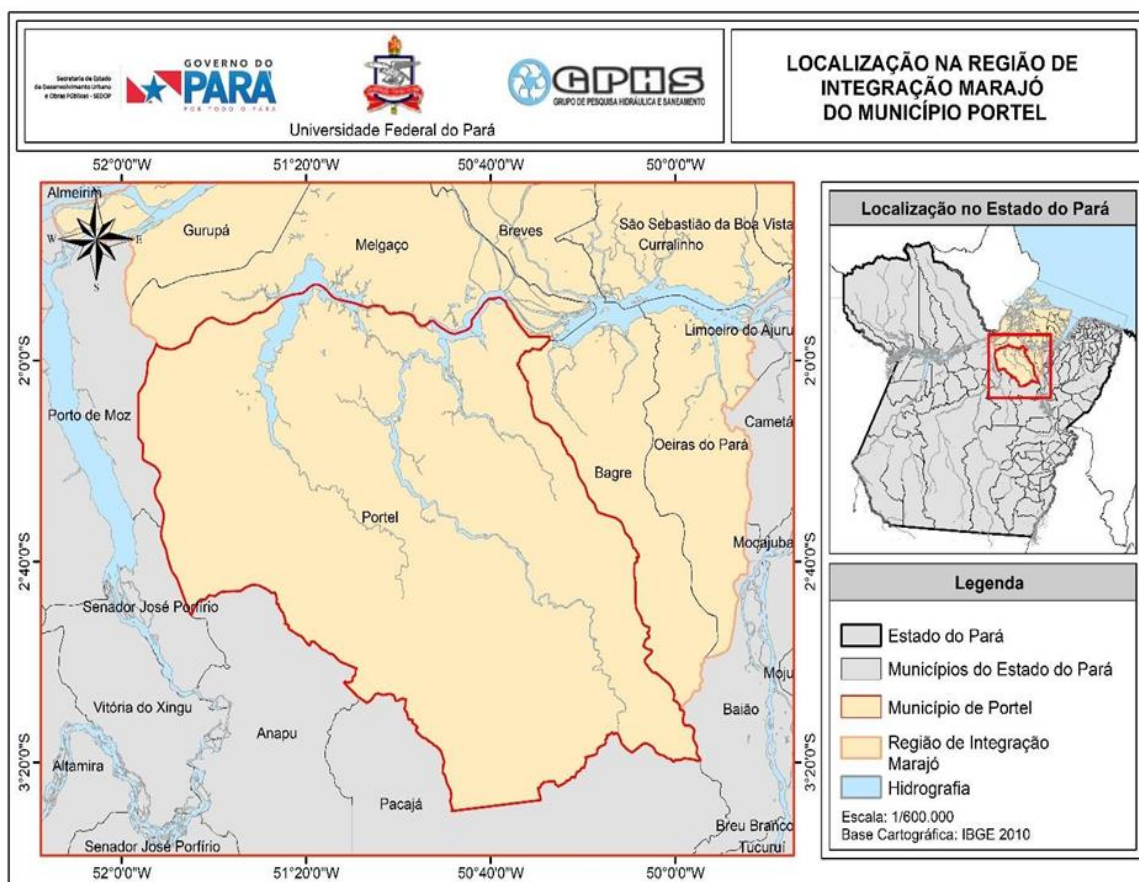 Secretaria de Estado
de Desenvolvimento Urbano
e Obras Públicas - SEDOP
GOVERNO DO
PARÁ
POR TODO O PARÁ
Universidade Federal do Pará
GPHS
GRUPO DE PESQUISA HIDRÁULICA E SANEAMENTO
LOCALIZAÇÃO NA REGIÃO DE
INTEGRAÇÃO MARAJÓ
DO MUNICÍPIO PORTEL
52°0'0"W
51°20'0"W
50°40'0"W
50°0'0"W
Almeirim
W
E
S
Gurupá
Melgaço
Breves
São Sebastião da Boa Vista
Curralinho
Limoeiro do Ajuru
2°0'0"S
2°0'0"S
Porto de Moz
Cametá
Oeiras do Pará
Bagre
Portel
Mocajuba
2°40'0"S
2°40'0"S
Senador José Porfírio
Moju
Vitória do Xingu
Baião
Anapu
Altamira
3°20'0"S
3°20'0"S
Pacajá
Breu Branco
Tucuruí
Senador José Porfírio
52°0'0"W
51°20'0"W
50°40'0"W
50°0'0"W
Localização no Estado do Pará
Legenda
Estado do Pará
Municípios do Estado do Pará
Município de Portel
Região de Integração
Marajó
Hidrografia
Escala: 1/600.000
Base Cartográfica: IBGE 2010